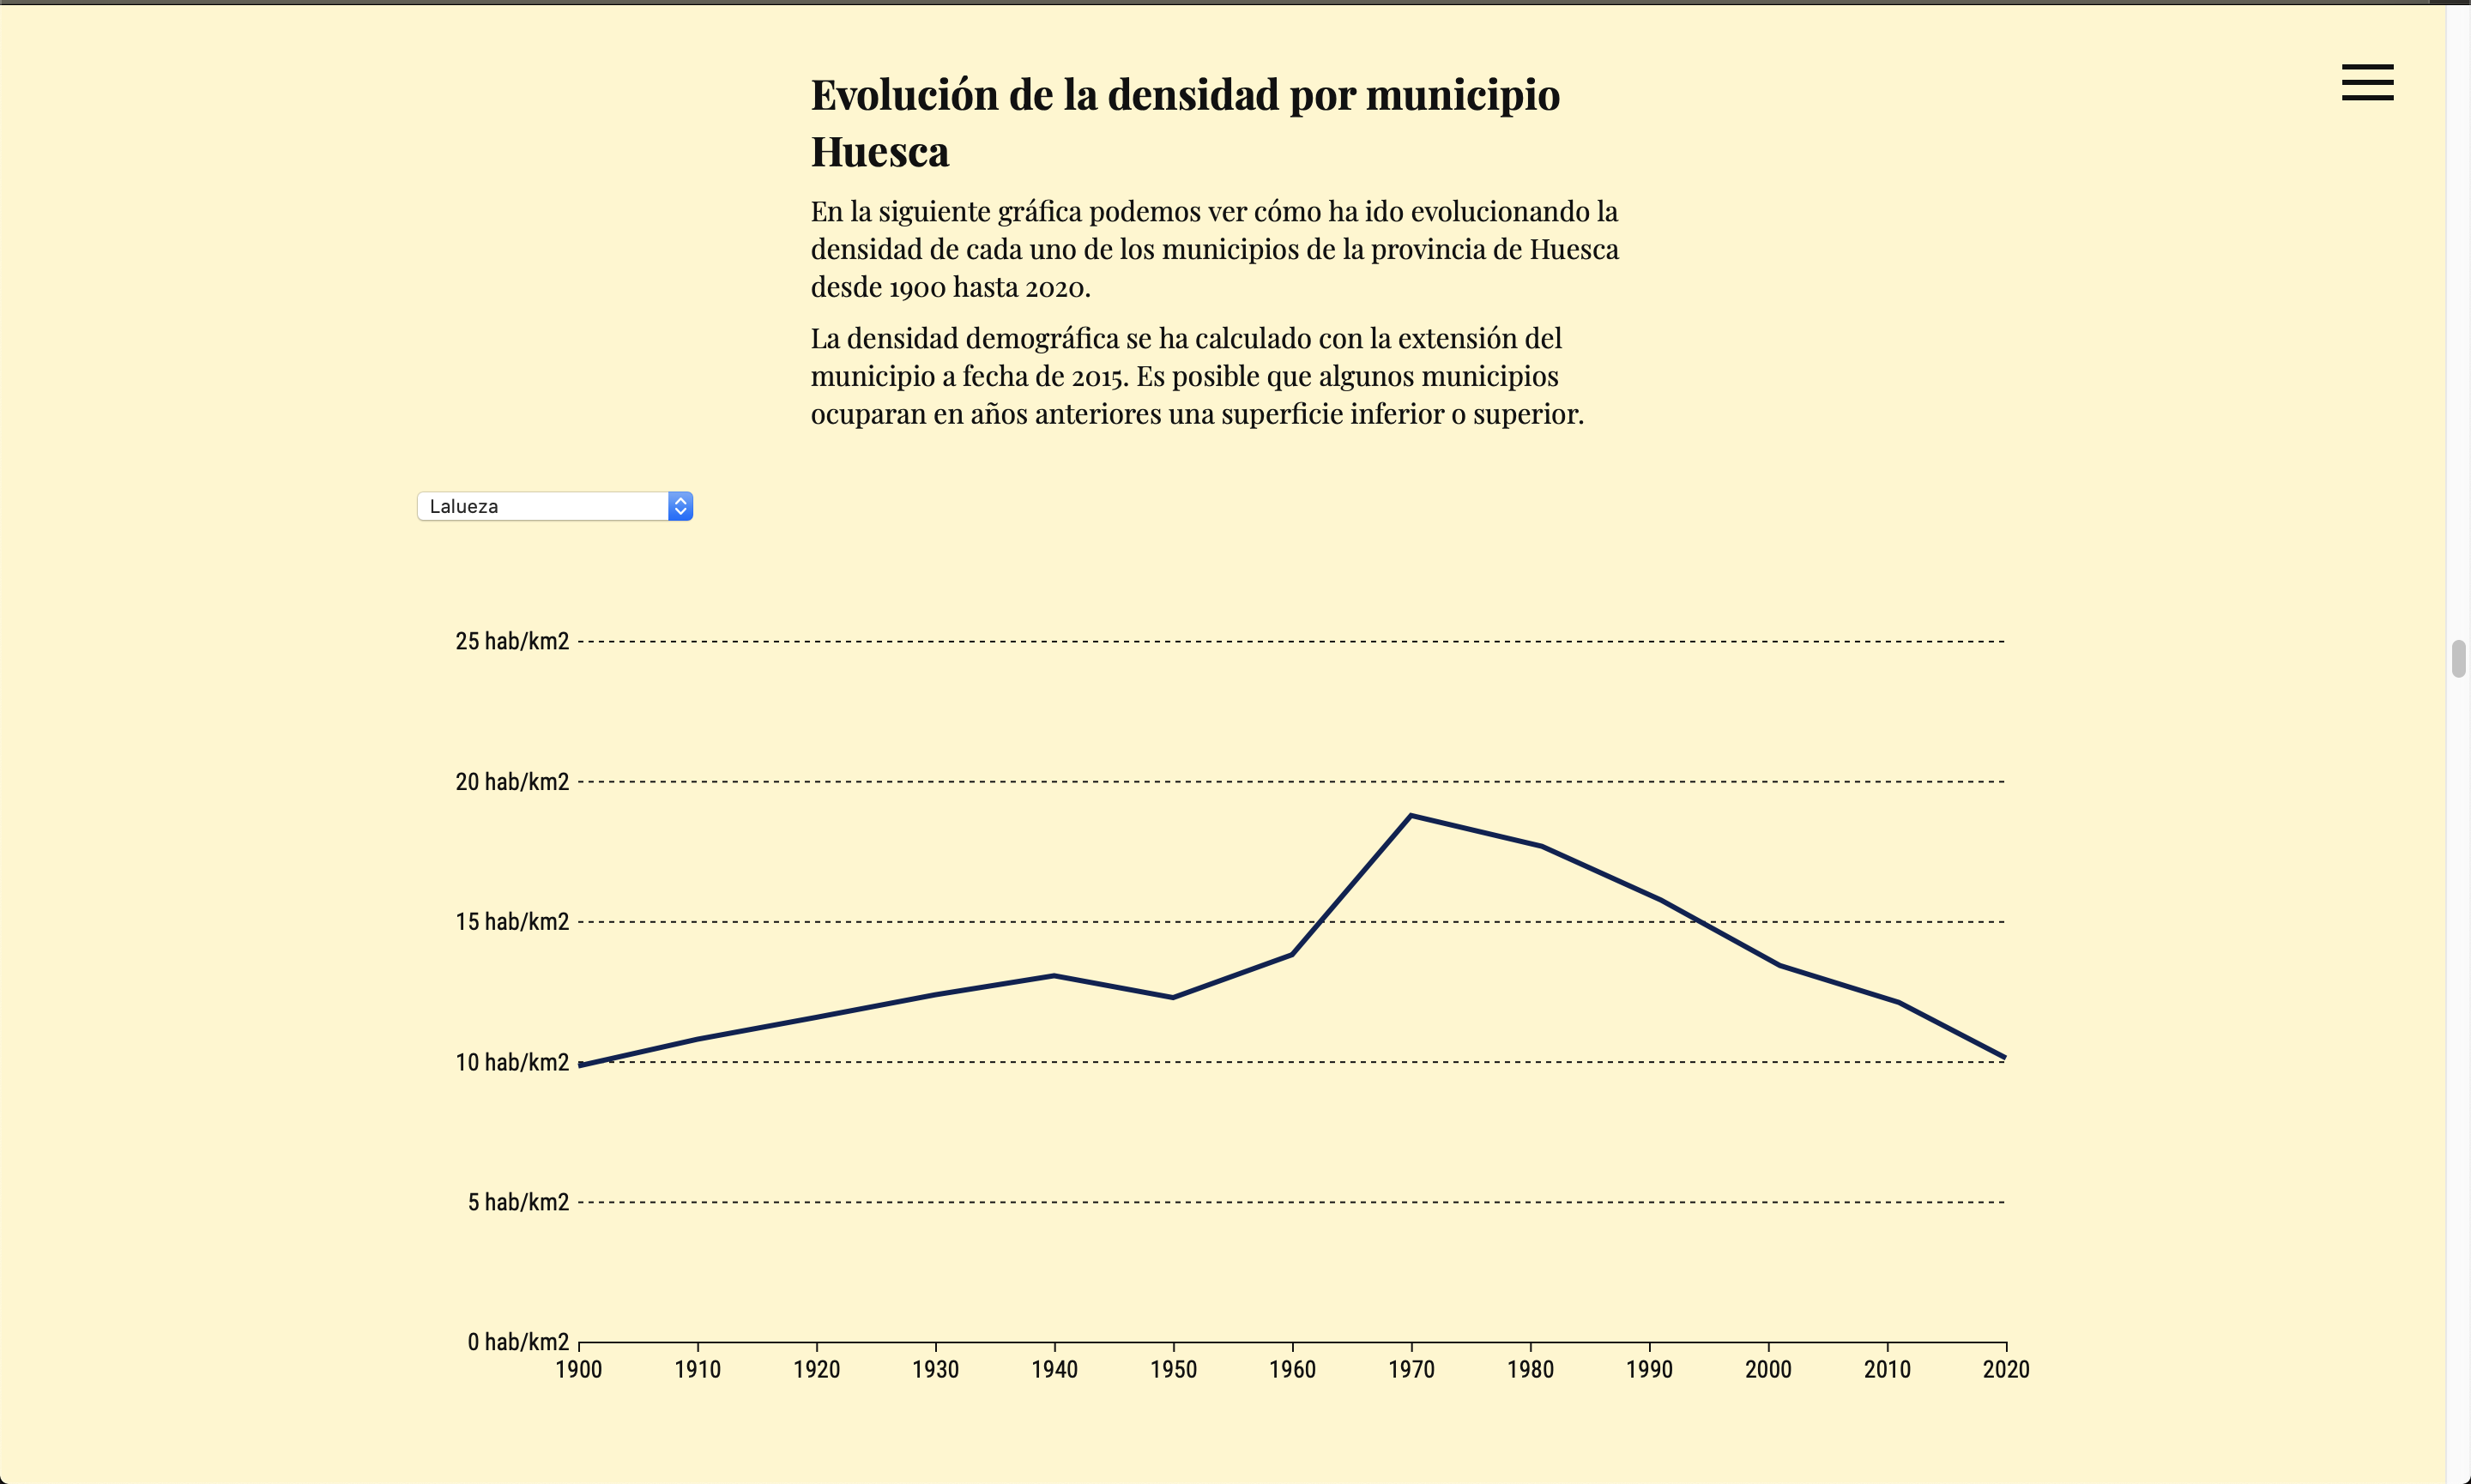 Evolución de la densidad por municipio
Huesca
En la siguiente gráfica podemos ver cómo ha ido evolucionando la
densidad de cada uno de los municipios de la provincia de Huesca
desde 1900 hasta 2020.
La densidad demográfica se ha calculado con la extensión del
municipio a fecha de 2015. Es posible que algunos municipios
ocuparan en años anteriores una superficie inferior o superior.
Lalueza
25 hab/km2
20 hab/km2
15 hab/km2
10 hab/km2
5 hab/km2
0 hab/km2
1900 1910 1920 1930 1940 1950 1960 1970 1980 1990 2000 2010 2020